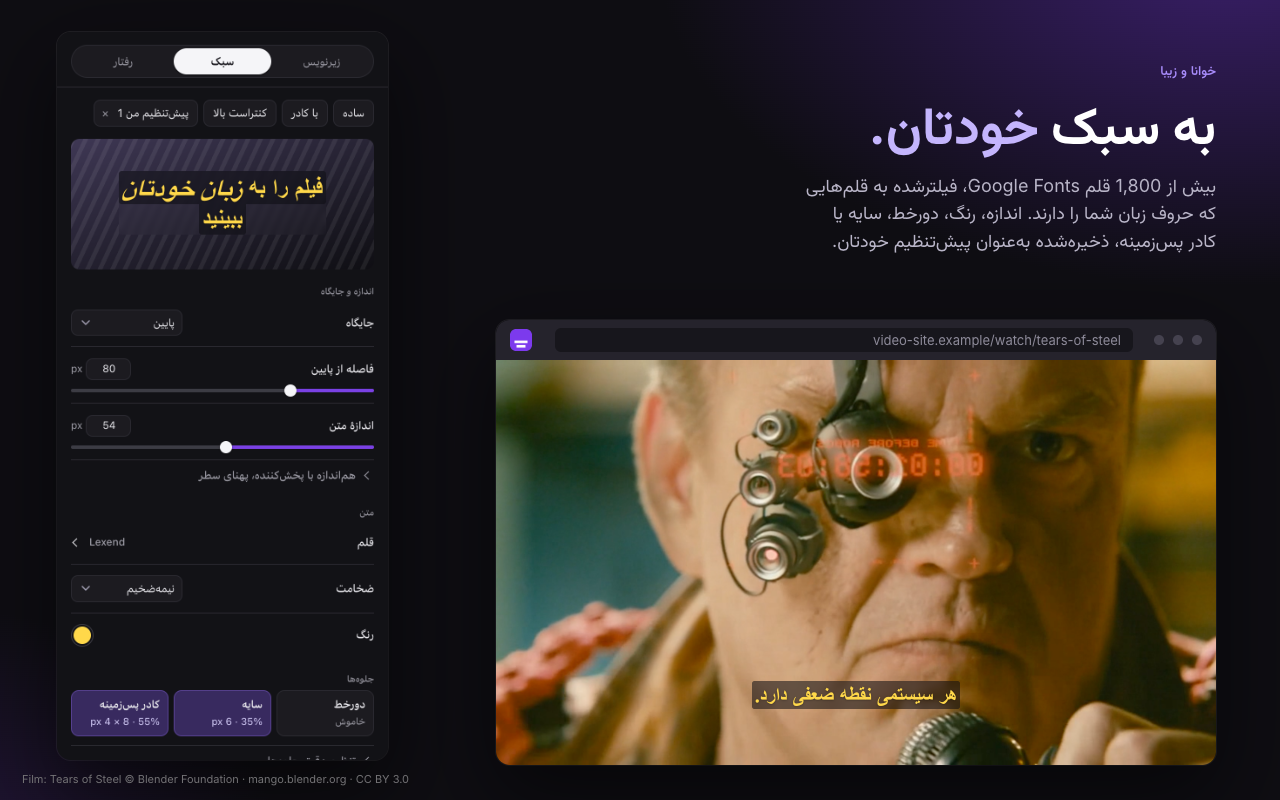 خوانا و زیبا
به سبک خودتان.
بیش از 1,800 قلم Google Fonts، فیلترشده به قلم‌هایی
که حروف زبان شما را دارند. اندازه، رنگ، دورخط، سایه یا
کادر پس‌زمینه، ذخیره‌شده به‌عنوان پیش‌تنظیم خودتان.
video-site.example/watch/tears-of-steel
هر سیستمی نقطه ضعفی دارد.
زیرنویس سبک رفتار
ساده با کادر کنتراست بالا پیش‌تنظیم من 1 ×
فیلم را به زبان خودتان
ببینید
اندازه و جایگاه
جایگاه پایین
فاصله از پایین 80 px
اندازهٔ متن 54 px
هم‌اندازه با پخش‌کننده، پهنای سطر
متن
قلم Lexend
ضخامت نیمه‌ضخیم
رنگ
جلوه‌ها
دورخط سایه کادر پس‌زمینه
خاموش 35% · 6 px 55% · 8 × 4 px
Film: Tears of Steel © Blender Foundation · mango.blender.org · CC BY 3.0